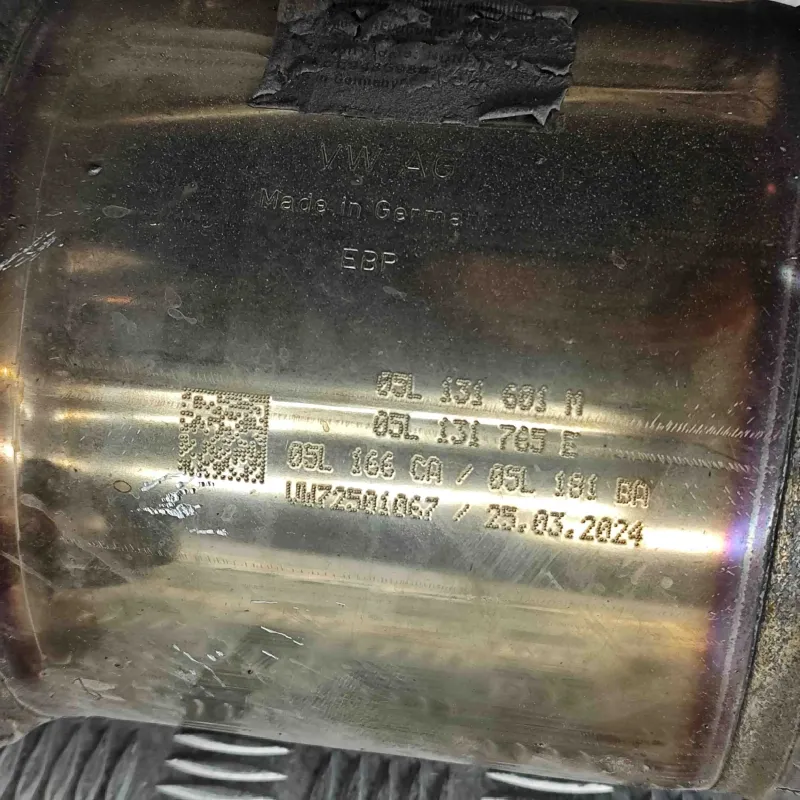 VW AG
Made in Germa
EBP
05L 131 601 M
05L 131 765 E
05L 166 CA / 05L 181 BA
VW72501067 / 25.03.2024